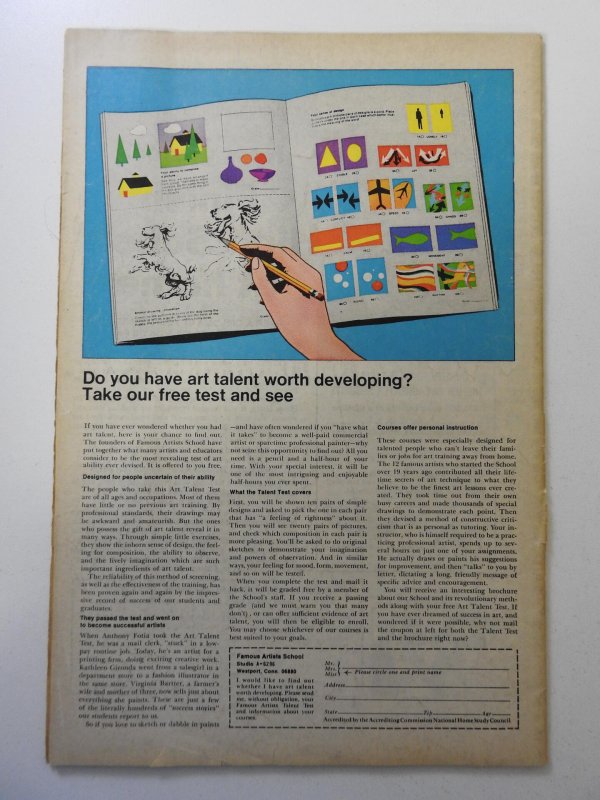 Your sense of design
Your ability to compose
a picture
Do you have art talent worth developing?
Take our free test and see
If you have ever wondered whether you had
art talent, here is your chance to find out.
The founders of Famous Artists School have
put together what many artists and educators
consider to be the most revealing test of art
ability ever devised. It is offered to you free.
Designed for people uncertain of their ability
The people who take this Art Talent Test
are of all ages and occupations. Most of them
have little or no previous art training. By
professional standards, their drawings may
be awkward and amateurish. But the ones
who possess the gift of art talent reveal it in
many ways. Through simple little exercises,
they show the inborn sense of design, the feel-
ing for composition, the ability to observe,
and the lively imagination which are such
important ingredients of art talent.
The reliability of this method of screening,
as well as the effectiveness of the training, has
been proven again and again by the impres-
sive record of success of our students and
graduates.
They passed the test and went on
to become successful artists
When Anthony Fotia took the Art Talent
Test, he was a mail clerk, "stuck" in a low-
pay routine job. Today, he's an artist for a
printing firm, doing exciting creative work.
Kathleen Gironda went from a salesgirl in a
department store to a fashion illustrator in
the same store. Virginia Bartter, a farmer's
wife and mother of three, now sells just about
everything she paints. These are just a few
of the literally hundreds of "success stories"
our students report to us.
So if you love to sketch or dabble in paints
—and have often wondered if you "have what
it takes" to become a well-paid commercial
artist or spare-time professional painter—why
not seize this opportunity to find out? All you
need is a pencil and a half-hour of your
time. With your special interest, it will be
one of the most intriguing and enjoyable
half-hours you ever spent.
What the Talent Test covers
First, you will be shown ten pairs of simple
designs and asked to pick the one in each pair
that has "a feeling of rightness" about it.
Then you will see twenty pairs of pictures,
and check which composition in each pair is
more pleasing. You'll be asked to do original
sketches to demonstrate your imagination
and powers of observation. And in similar
ways, your feeling for mood, form, movement,
and so on will be tested.
When you complete the test and mail it
back, it will be graded free by a member of
the School's staff. If you receive a passing
grade (and we must warn you that many
don't), or can offer sufficient evidence of art
talent, you will then be eligible to enroll.
You may choose whichever of our courses is
best suited to your goals.
Courses offer personal instruction
These courses were especially designed for
talented people who can't leave their fami-
lies or jobs for art training away from home.
The 12 famous artists who started the School
over 19 years ago contributed all their life-
time secrets of art technique to what they
believe to be the finest art lessons ever cre-
ated. They took time out from their own
busy careers and made thousands of special
drawings to demonstrate each point. Then
they devised a method of constructive criti-
cism that is as personal as tutoring. Your in-
structor, who is himself required to be a prac-
ticing professional artist, spends up to sev-
eral hours on just one of your assignments.
He actually draws or paints his suggestions
for improvement, and then "talks" to you by
letter, dictating a long, friendly message of
specific advice and encouragement.
You will receive an interesting brochure
about our School and its revolutionary meth-
ods along with your free Art Talent Test. If
you have ever dreamed of success in art, and
wondered if it were possible, why not mail
the coupon at left for both the Talent Test
and the brochure right now?
Famous Artists School
Westport, Conn. 06880
I would like to find out
whether I have art talent
worth developing. Please send
me, without obligation, your
Famous Artists Talent Test
and information about your
courses.
Mr.
Mrs.
Miss
Please circle one and print name
Address
City
State Zip Age
Accredited by the Accrediting Commission National Home Study Council